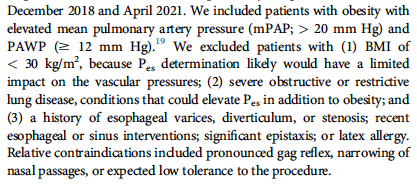 December 2018 and April 2021. We included patients with obesity with
elevated mean pulmonary artery pressure (mPAP; > 20 mm Hg) and
PAWP (≥ 12 mm Hg).¹⁹ We excluded patients with (1) BMI of
< 30 kg/m², because Pes determination likely would have a limited
impact on the vascular pressures; (2) severe obstructive or restrictive
lung disease, conditions that could elevate Pes in addition to obesity; and
(3) a history of esophageal varices, diverticulum, or stenosis; recent
esophageal or sinus interventions; significant epistaxis; or latex allergy.
Relative contraindications included pronounced gag reflex, narrowing of
nasal passages, or expected low tolerance to the procedure.